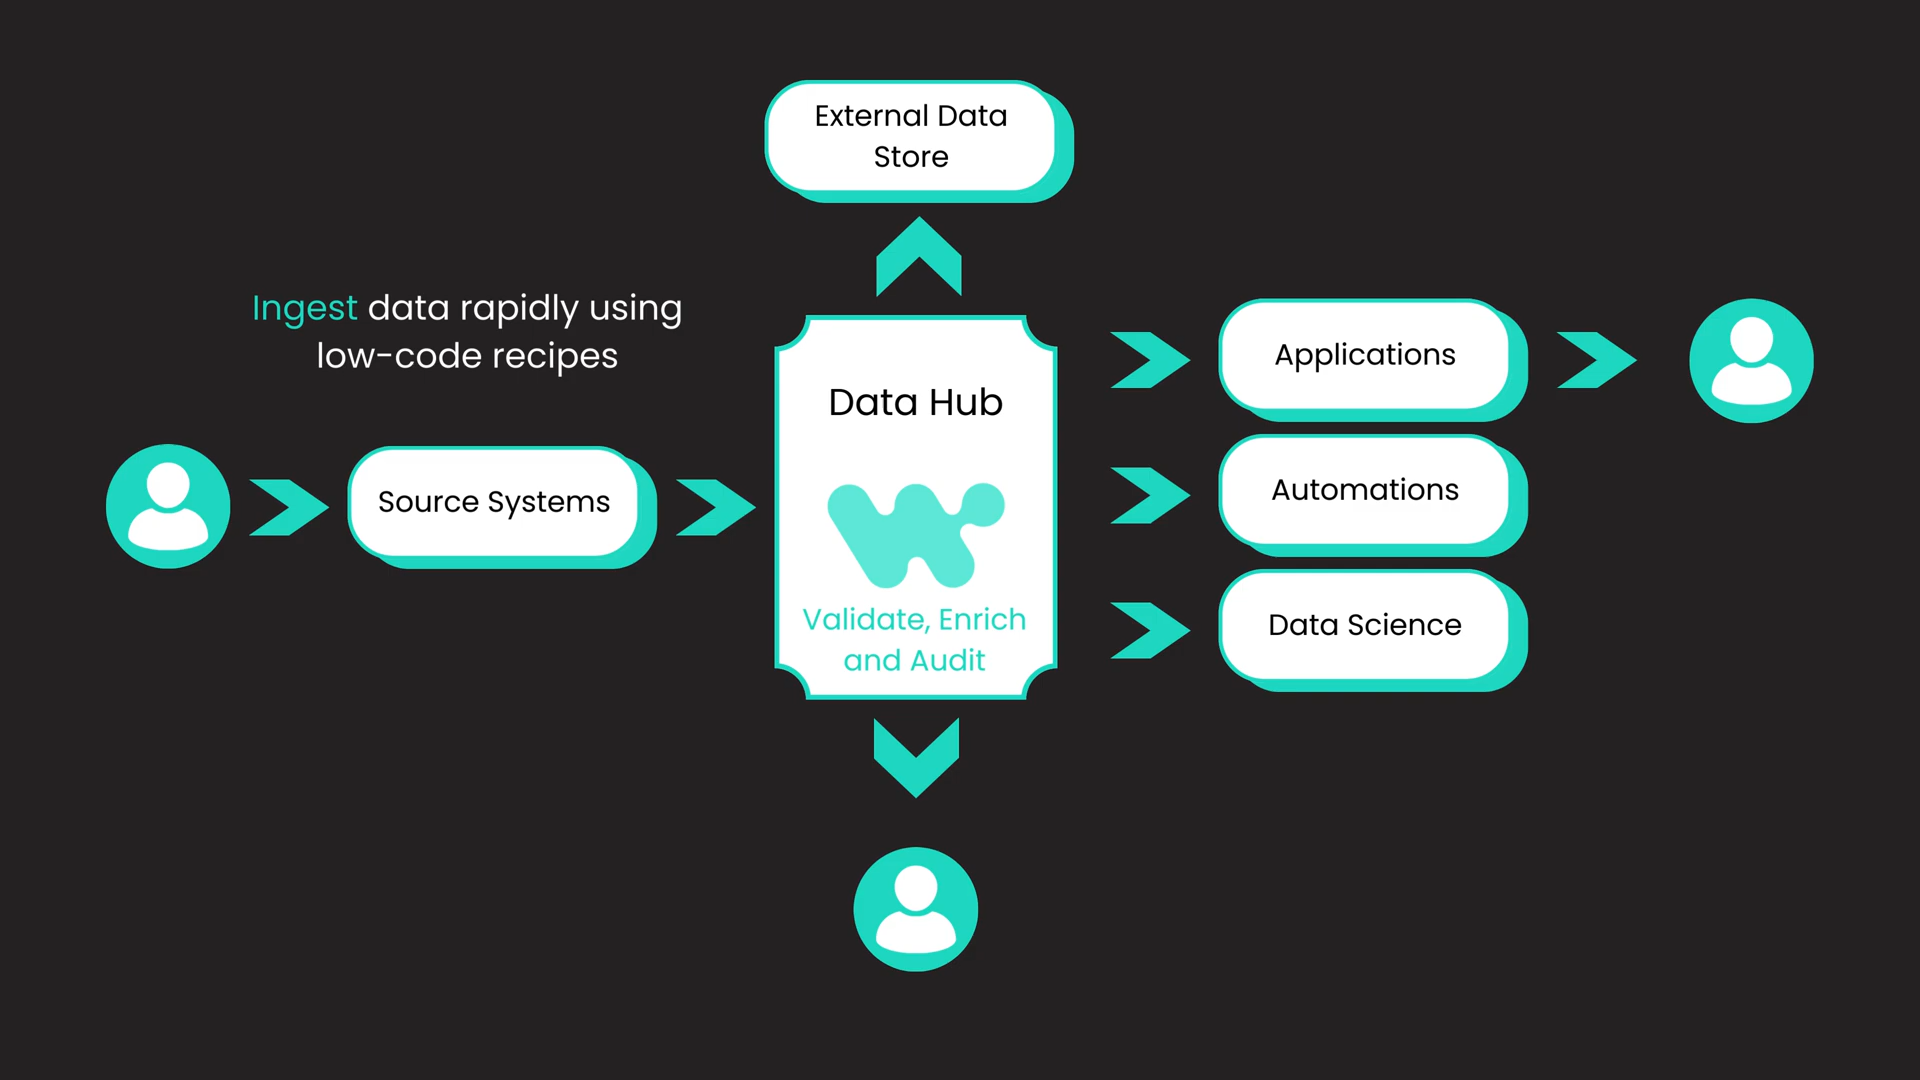 External Data
Store
Ingest data rapidly using
low-code recipes
Source Systems
Data Hub
Validate, Enrich
and Audit
Applications
Automations
Data Science